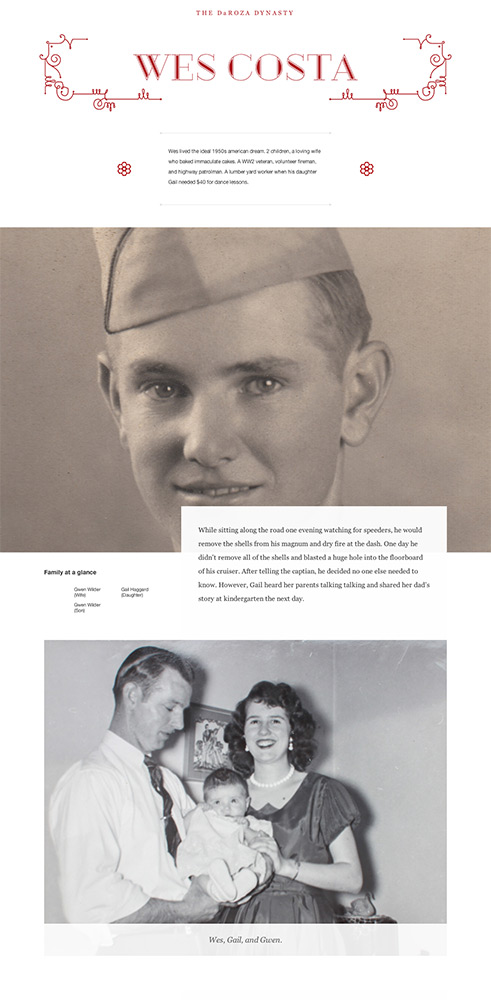 THE DaROZA DYNASTY
WES COSTA
Wes lived the ideal 1950s american dream. 2 children, a loving wife
who baked immaculate cakes. A WW2 veteran, volunteer fireman,
and highway patrolman. A lumber yard worker when his daughter
Gail needed $40 for dance lessons.
While sitting along the road one evening watching for speeders, he would
remove the shells from his magnum and dry fire at the dash. One day he
didn't remove all of the shells and blasted a huge hole into the floorboard
of his cruiser. After telling the captian, he decided no one else needed to
know. However, Gail heard her parents talking talking and shared her dad's
story at kindergarten the next day.
Family at a glance
Gwen Wilder
(Wife)
Gail Haggard
(Daughter)
Gwen Wilder
(Son)
Wes, Gail, and Gwen.